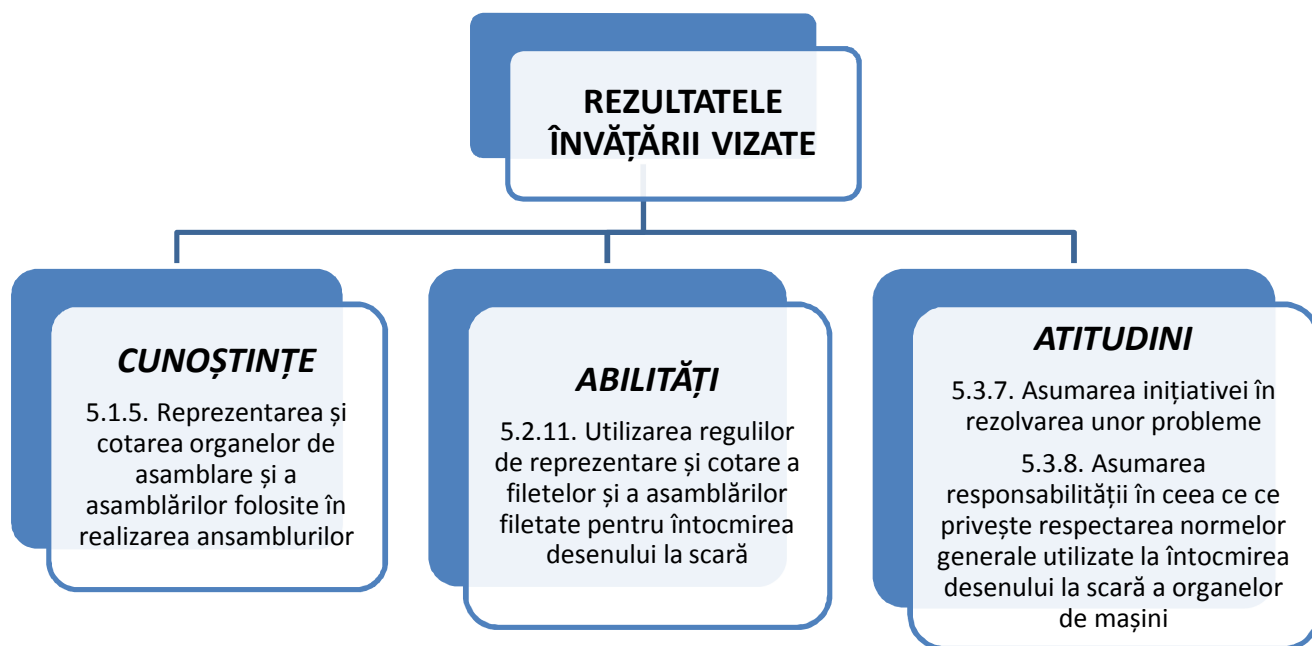 REZULTATELE
ÎNVĂȚĂRII VIZATE
CUNOȘTINȚE
5.1.5. Reprezentarea și
cotarea organelor de
asamblare și a
asamblărilor folosite în
realizarea ansamblurilor
ABILITĂȚI
5.2.11. Utilizarea regulilor
de reprezentare și cotare a
filetelor și a asamblărilor
filetate pentru întocmirea
desenului la scară
ATITUDINI
5.3.7. Asumarea inițiativei în
rezolvarea unor probleme
5.3.8. Asumarea
responsabilității în ceea ce ce
privește respectarea normelor
generale utilizate la întocmirea
desenului la scară a organelor
de mașini